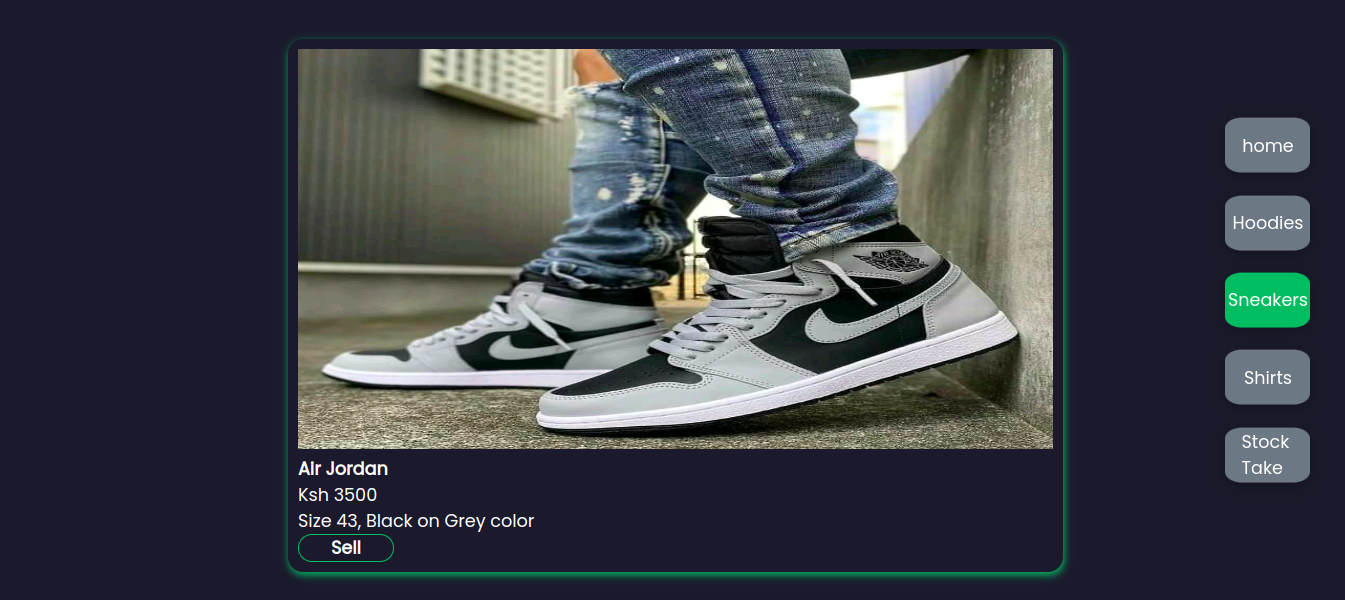 Air Jordan
Ksh 3500
Size 43, Black on Grey color
Sell
home
Hoodies
Sneakers
Shirts
Stock
Take